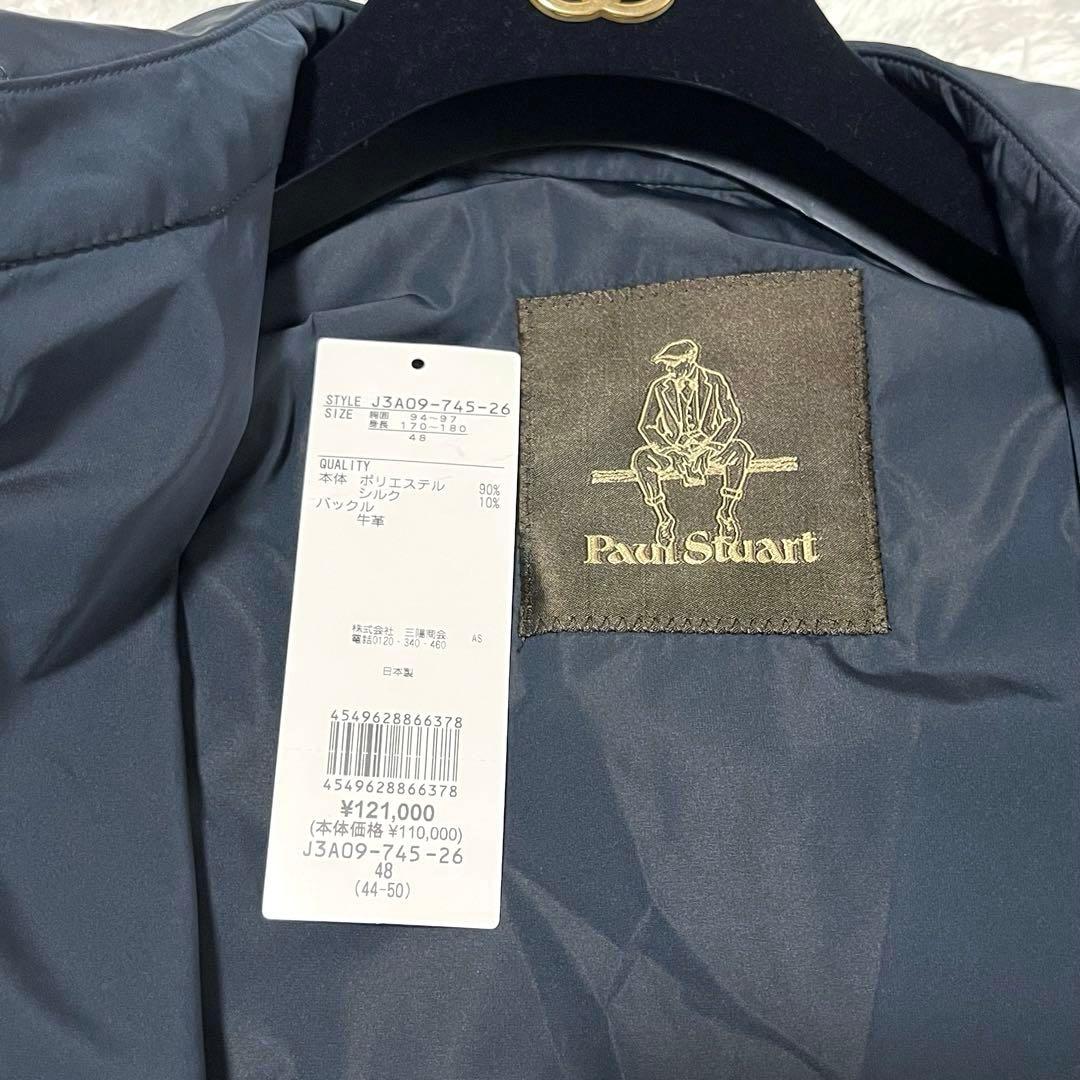 STYLE J3A09-745-26
SIZE 胸囲 94~97
身長 170~180
48
QUALITY
本体 ポリエステル 90%
シルク 10%
バックル
牛革
株式会社 三陽商会 AS
電話0120-340-460
日本製
4549628866378
4549628866378
¥121,000
(本体価格 ¥110,000)
J3A09-745-26
48
(44-50)
Paul Stuart